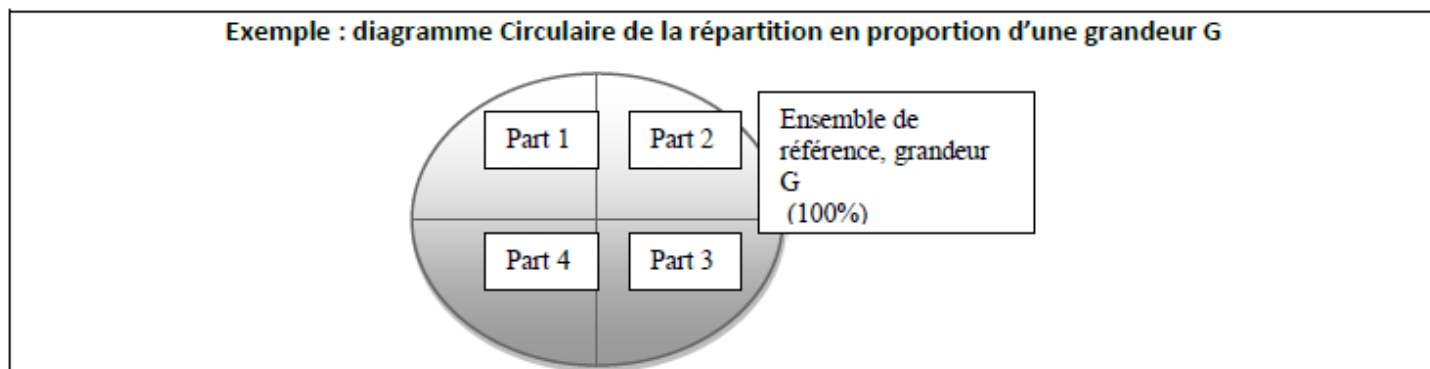 Exemple : diagramme Circulaire de la répartition en proportion d’une grandeur G
Part 1
Part 2
Ensemble de
référence, grandeur
G
(100%)
Part 4
Part 3